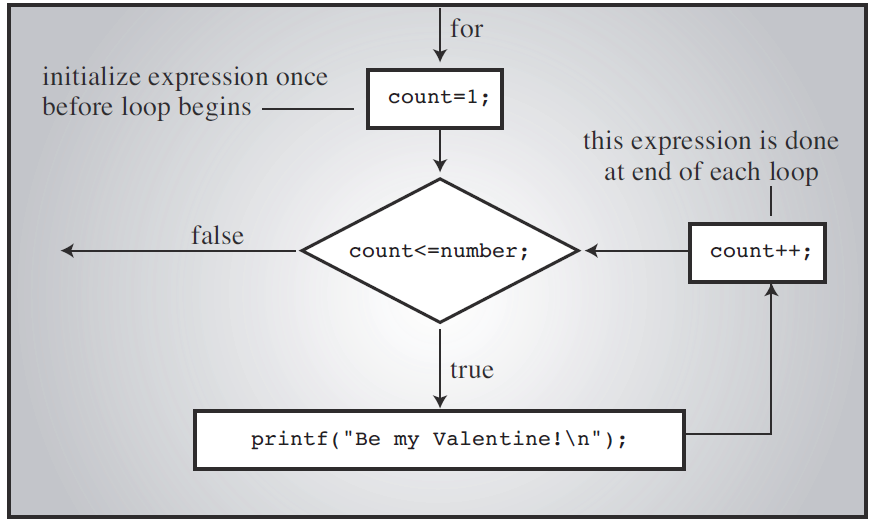 for
initialize expression once
before loop begins
count=1;
this expression is done
at end of each loop
false
count<=number;
count++;
true
printf("Be my Valentine!\n");